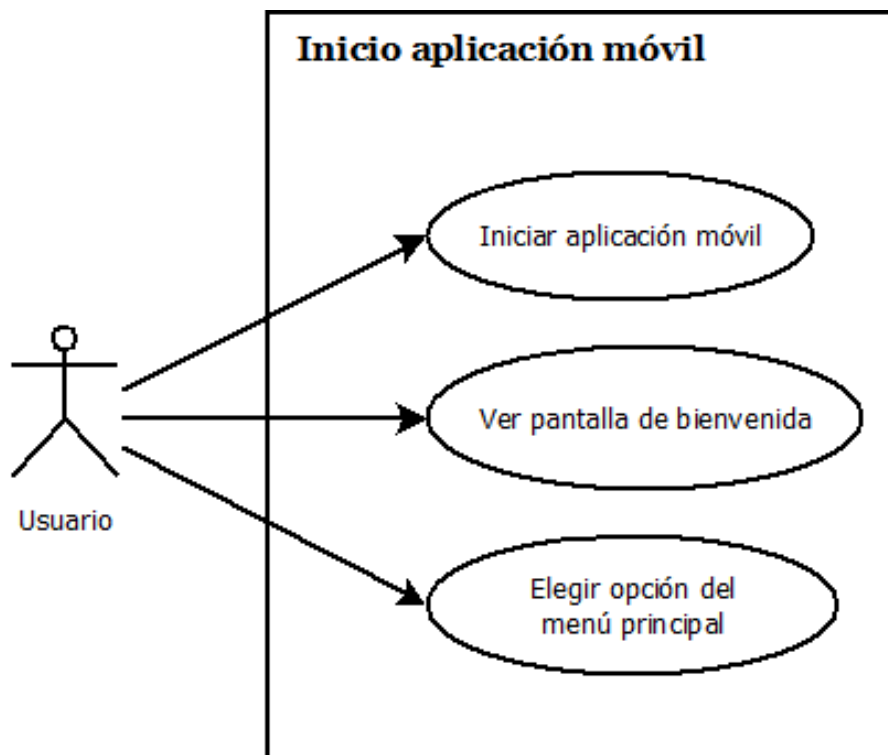 Inicio aplicación móvil
Iniciar aplicación móvil
Ver pantalla de bienvenida
Usuario
Elegir opción del
menú principal